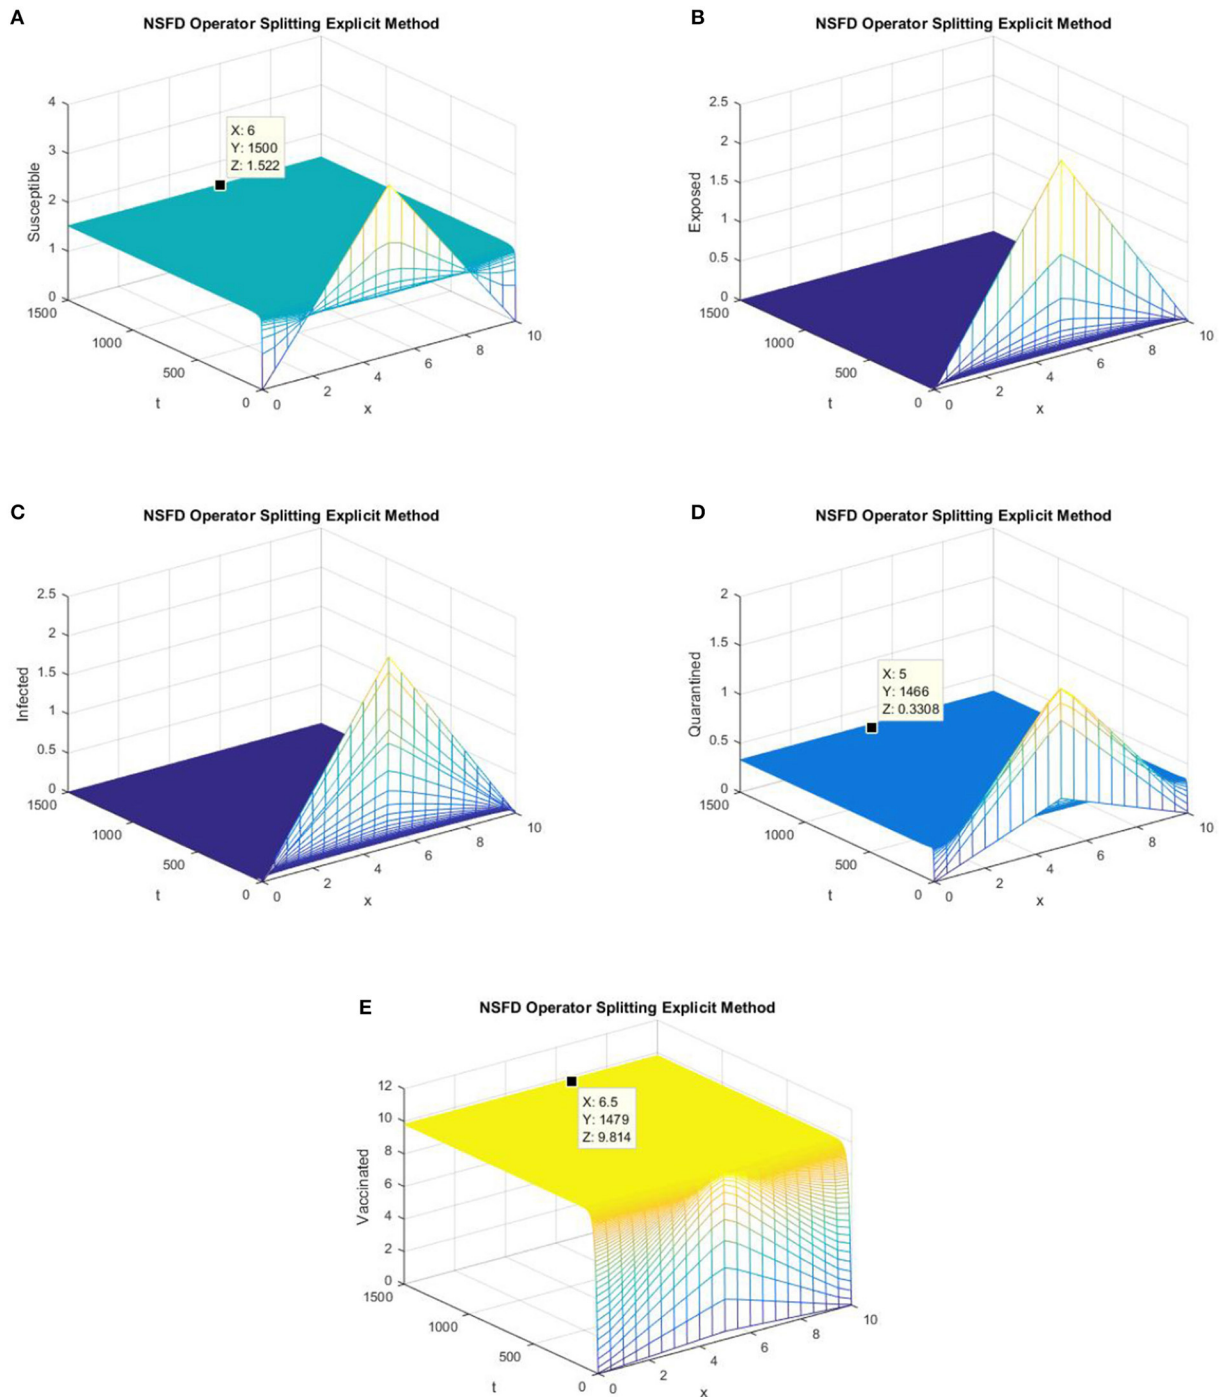 A
NSFD Operator Splitting Explicit Method
4
3
2
1
0
Susceptible
X: 6
Y: 1500
Z: 1.522
1500
1000
500
0
t
0
2
4
6
8
10
x
B
NSFD Operator Splitting Explicit Method
2.5
2
1.5
1
0.5
0
Exposed
1500
1000
500
0
t
0
2
4
6
8
10
x
C
NSFD Operator Splitting Explicit Method
2.5
2
1.5
1
0.5
0
Infected
1500
1000
500
0
t
0
2
4
6
8
10
x
D
NSFD Operator Splitting Explicit Method
2
1.5
1
0.5
0
Quarantined
X: 5
Y: 1466
Z: 0.3308
1500
1000
500
0
t
0
2
4
6
8
10
x
E
NSFD Operator Splitting Explicit Method
12
10
8
6
4
2
0
Vaccinated
X: 6.5
Y: 1479
Z: 9.814
1500
1000
500
0
t
0
2
4
6
8
10
x